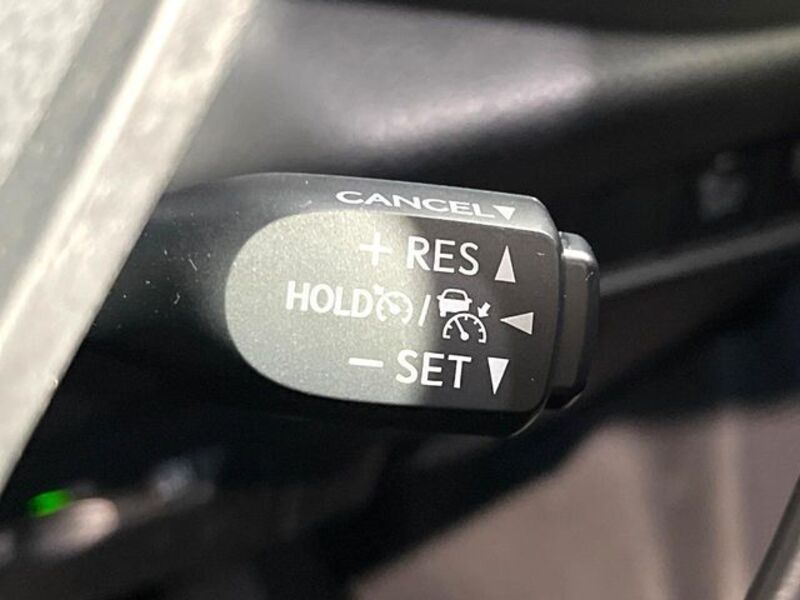 CANCEL▼
+ RES ▲
HOLD / ◀
− SET ▼